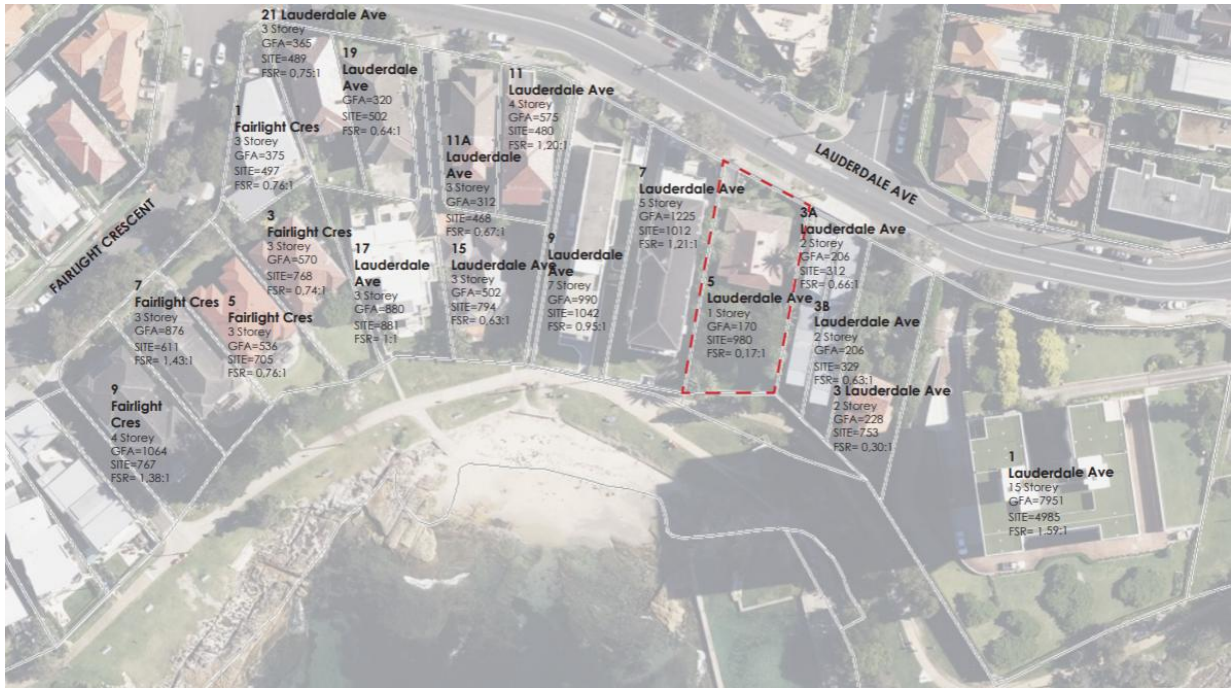 21 Lauderdale Ave
3 Storey
GFA=365
SITE=489
FSR= 0,75:1
19
Lauderdale
Ave
GFA=320
SITE=502
FSR= 0,64:1
11
Lauderdale Ave
4 Storey
GFA=575
SITE=480
FSR= 1,20:1
1
Fairlight Cres
3 Storey
GFA=375
SITE=497
FSR= 0.76:1
11A
Lauderdale
Ave
3 Storey
GFA=312
SITE=468
FSR= 0,67:1
LAUDERDALE AVE
7
Lauderdale Ave
5 Storey
GFA=1225
SITE=1012
FSR= 1,21:1
3A
Lauderdale Ave
2 Storey
GFA=206
SITE=312
FSR= 0,66:1
FAIRLIGHT CRESCENT
3
Fairlight Cres
3 Storey
GFA=570
SITE=768
FSR= 0,74:1
17
Lauderdale
Ave
3 Storey
GFA=880
SITE=881
FSR= 1:1
15
Lauderdale Ave
3 Storey
GFA=502
SITE=794
FSR= 0,63:1
9
Lauderdale
Ave
7 Storey
GFA=990
SITE=1042
FSR= 0.95:1
5
Lauderdale Ave
1 Storey
GFA=170
SITE=980
FSR= 0,17:1
3B
Lauderdale Ave
2 Storey
GFA=206
SITE=329
FSR= 0,63:1
7
Fairlight Cres
3 Storey
GFA=876
SITE=611
FSR= 1,43:1
5
Fairlight Cres
3 Storey
GFA=536
SITE=705
FSR= 0,76:1
9
Fairlight
Cres
4 Storey
GFA=1064
SITE=767
FSR= 1,38:1
3 Lauderdale Ave
2 Storey
GFA=228
SITE=753
FSR= 0,30:1
1
Lauderdale Ave
15 Storey
GFA=7951
SITE=4985
FSR= 1.59:1